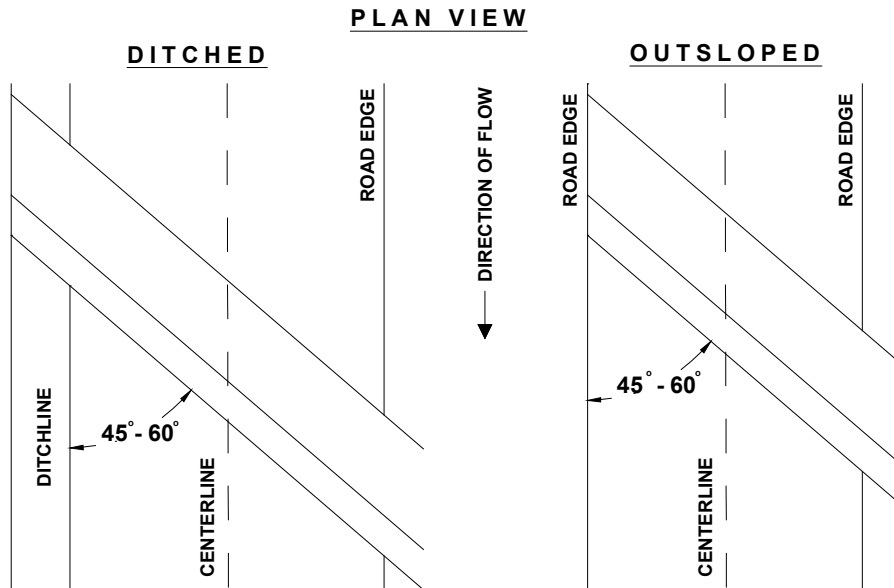 PLAN VIEW
DITCHED
OUTSLOPED
ROAD EDGE
DIRECTION OF FLOW
ROAD EDGE
ROAD EDGE
45° - 60°
45° - 60°
DITCHLINE
CENTERLINE
CENTERLINE